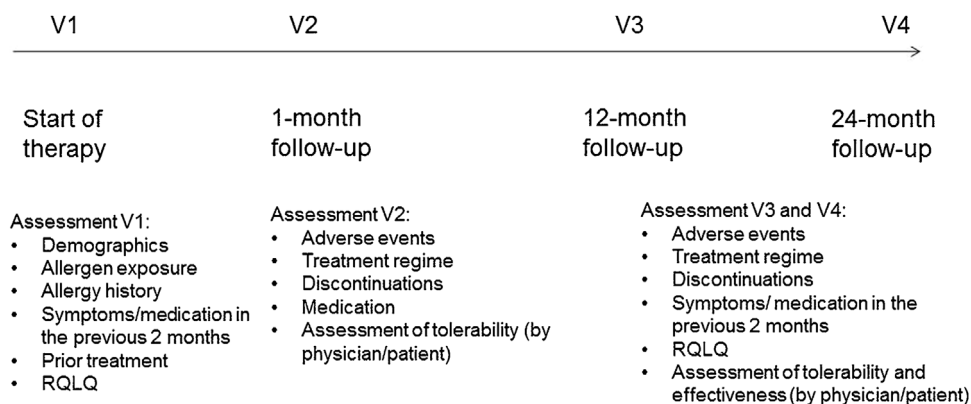 V1
V2
V3
V4
Start of
therapy
1-month
follow-up
12-month
follow-up
24-month
follow-up
Assessment V1:
• Demographics
• Allergen exposure
• Allergy history
• Symptoms/medication in
the previous 2 months
• Prior treatment
• RQLQ
Assessment V2:
• Adverse events
• Treatment regime
• Discontinuations
• Medication
• Assessment of tolerability (by
physician/patient)
Assessment V3 and V4:
• Adverse events
• Treatment regime
• Discontinuations
• Symptoms/ medication in the
previous 2 months
• RQLQ
• Assessment of tolerability and
effectiveness (by physician/patient)